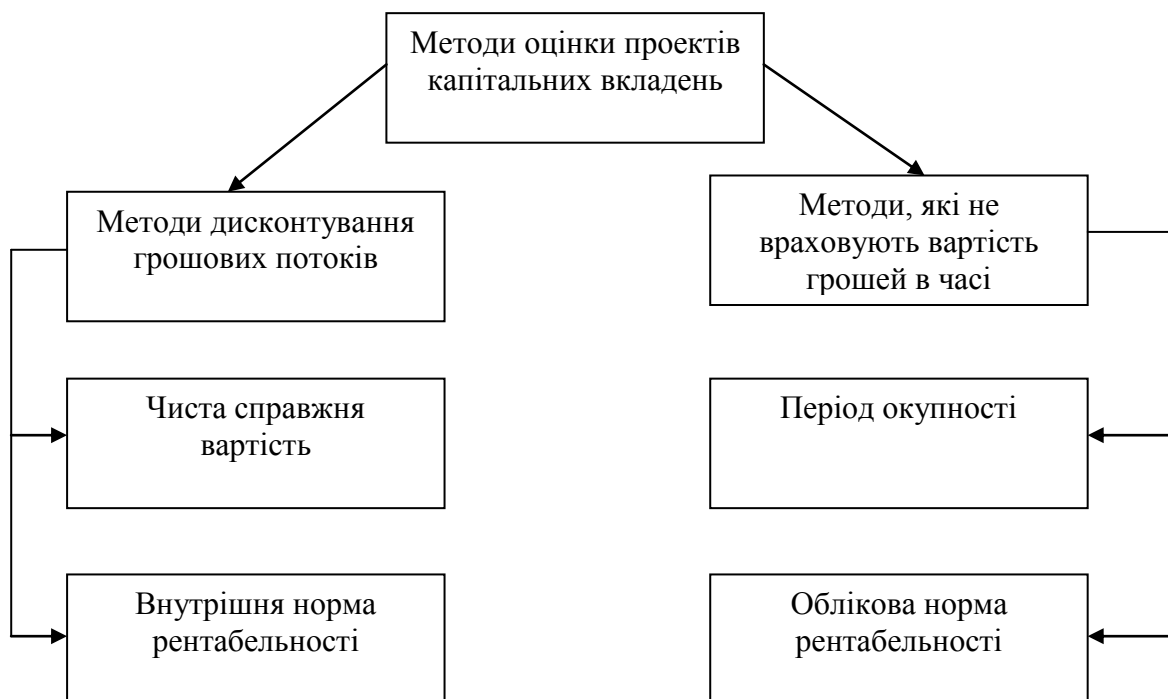 Методи оцінки проектів
капітальних вкладень
Методи дисконтування
грошових потоків
Методи, які не
враховують вартість
грошей в часі
Чиста справжня
вартість
Період окупності
Внутрішня норма
рентабельності
Облікова норма
рентабельності